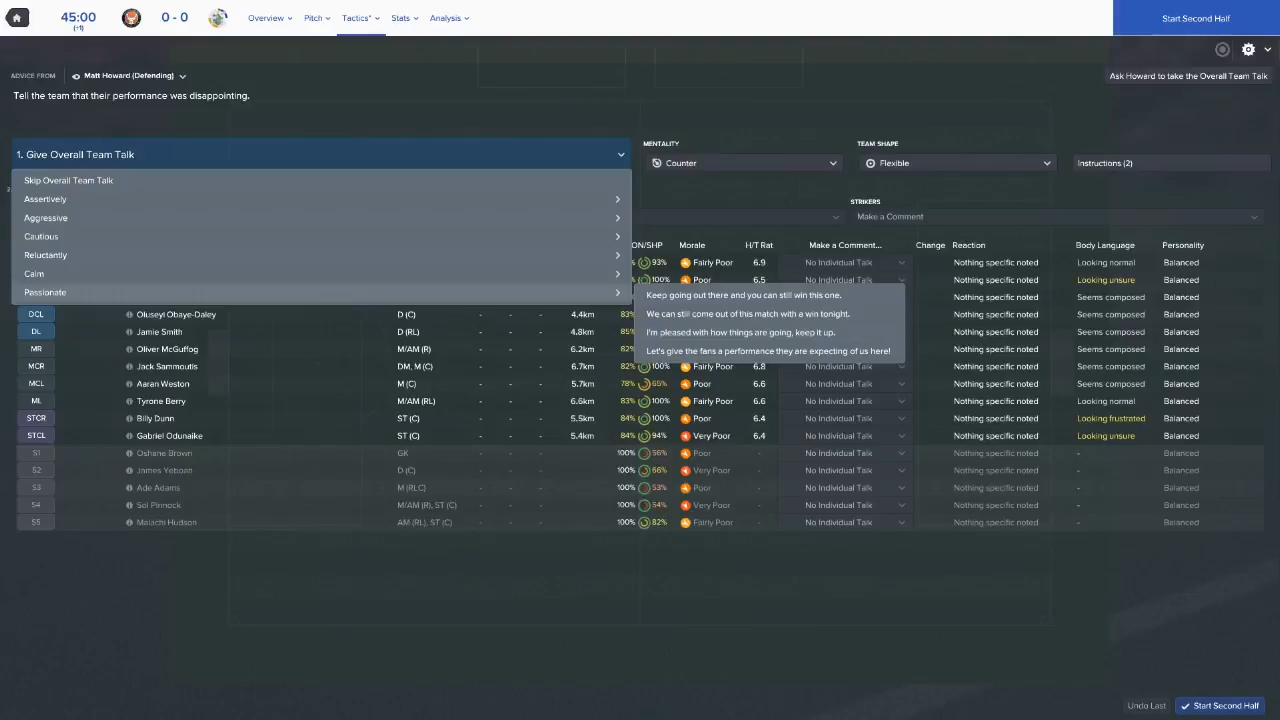 45:00
(+1)
0 - 0
Overview
Pitch
Tactics*
Stats
Analysis
Start Second Half
ADVICE FROM
Matt Howard (Defending)
Ask Howard to take the Overall Team Talk
Tell the team that their performance was disappointing.
1. Give Overall Team Talk
MENTALITY
TEAM SHAPE
Counter
Flexible
Instructions (2)
Skip Overall Team Talk
Assertively
Aggressive
Cautious
Reluctantly
Calm
Passionate
STRIKERS
Make a Comment
Keep going out there and you can still win this one.
We can still come out of this match with a win tonight.
I'm pleased with how things are going, keep it up.
Let's give the fans a performance they are expecting of us here!
ON/SHP Morale H/T Rat Make a Comment... Change Reaction Body Language Personality
93% Fairly Poor 6.9 No Individual Talk Nothing specific noted Looking normal Balanced
100% Poor 6.5 No Individual Talk Nothing specific noted Looking unsure Balanced
Nothing specific noted Seems composed Balanced
DCL Oluseyi Obaye-Daley D (C) - - - 4.4km 83% Nothing specific noted Seems composed Balanced
DL Jamie Smith D (RL) - - - 4.8km 85% Nothing specific noted Seems composed Balanced
MR Oliver McGuffog M/AM (R) - - - 6.2km 82% Nothing specific noted Seems composed Balanced
MCR Jack Sammoutis DM, M (C) - - - 6.7km 82% 100% Fairly Poor 6.8 No Individual Talk Nothing specific noted Seems composed Balanced
MCL Aaran Weston M (C) - - - 5.7km 78% 65% Poor 6.6 No Individual Talk Nothing specific noted Seems composed Balanced
ML Tyrone Berry M/AM (RL) - - - 6.6km 83% 100% Fairly Poor 6.6 No Individual Talk Nothing specific noted Looking normal Balanced
STCR Billy Dunn ST (C) - - - 5.5km 84% 100% Poor 6.4 No Individual Talk Nothing specific noted Looking frustrated Balanced
STCL Gabriel Odunaike ST (C) - - - 5.4km 84% 94% Very Poor 6.4 No Individual Talk Nothing specific noted Looking unsure Balanced
S1 Oshane Brown GK 100% 56% Poor - No Individual Talk Nothing specific noted - Balanced
S2 James Yeboah D (C) 100% 66% Very Poor - No Individual Talk Nothing specific noted - Balanced
S3 Ade Adams M (RLC) 100% 53% Poor - No Individual Talk Nothing specific noted - Balanced
S4 Sol Pinnock M/AM (R), ST (C) 100% 54% Very Poor - No Individual Talk Nothing specific noted - Balanced
S5 Malachi Hudson AM (RL), ST (C) 100% 82% Fairly Poor - No Individual Talk Nothing specific noted - Balanced
Undo Last
Start Second Half